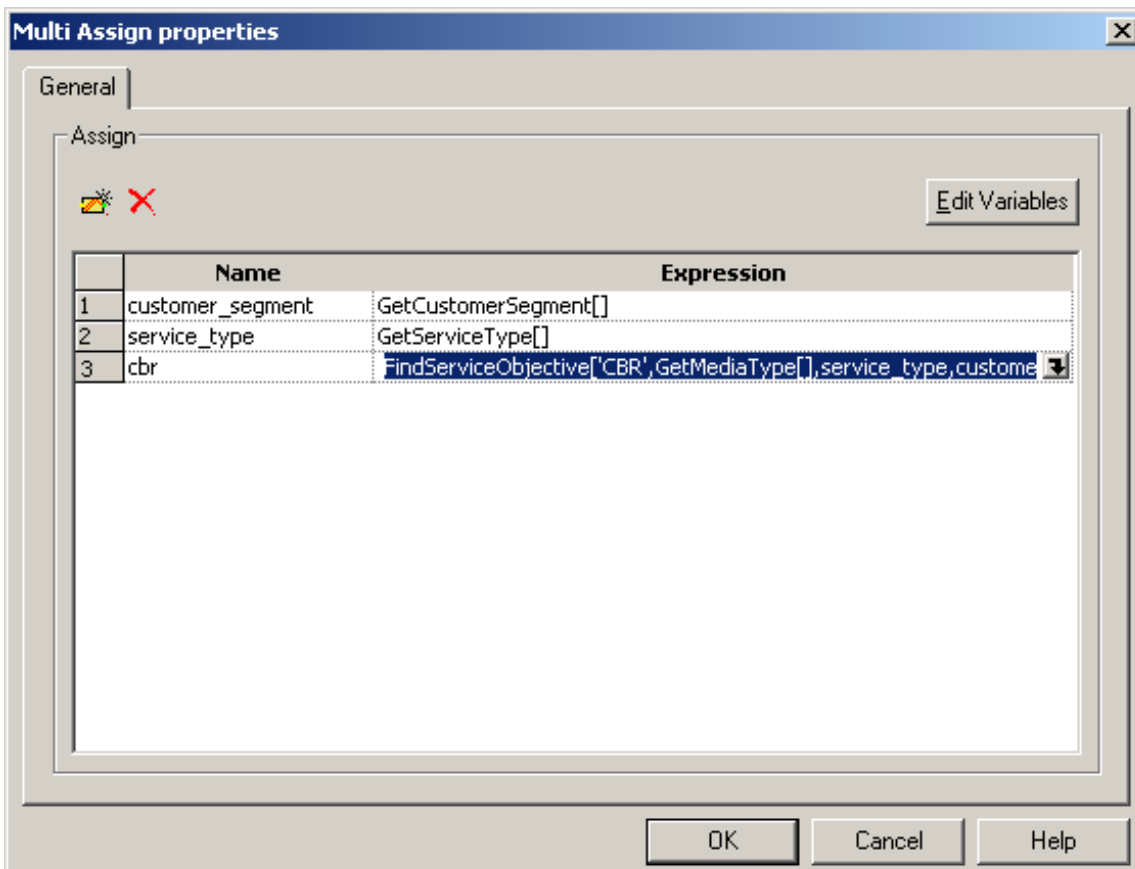 Multi Assign properties
General
Assign
Edit Variables
Name Expression
1 customer_segment GetCustomerSegment[]
2 service_type GetServiceType[]
3 cbr FindServiceObjective['CBR',GetMediaType[],service_type,custome
OK Cancel Help